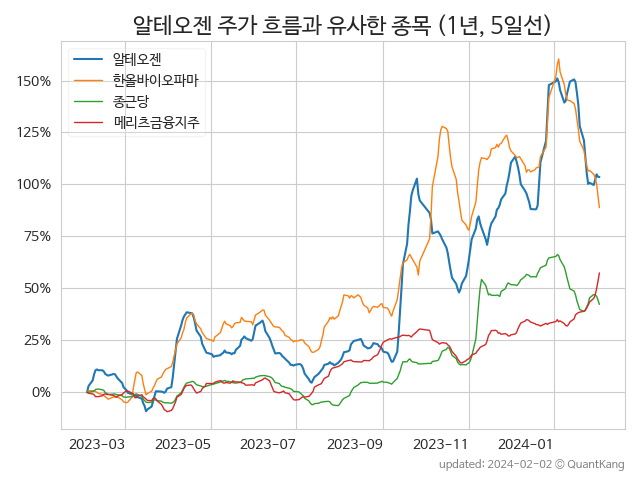 알테오젠 주가 흐름과 유사한 종목 (1년, 5일선)
알테오젠
한올바이오파마
종근당
메리츠금융지주
150%
125%
100%
75%
50%
25%
0%
2023-03 2023-05 2023-07 2023-09 2023-11 2024-01
updated: 2024-02-02 © QuantKang